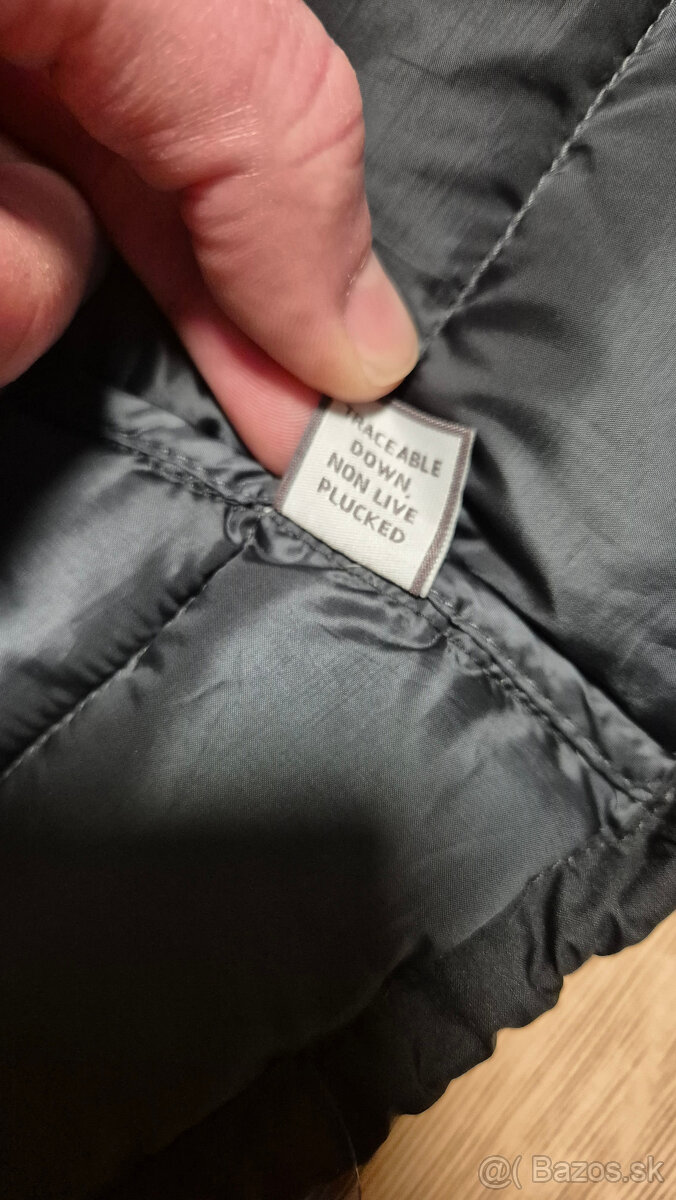 TRACEABLE
DOWN,
NON LIVE
PLUCKED
@( Bazos.sk